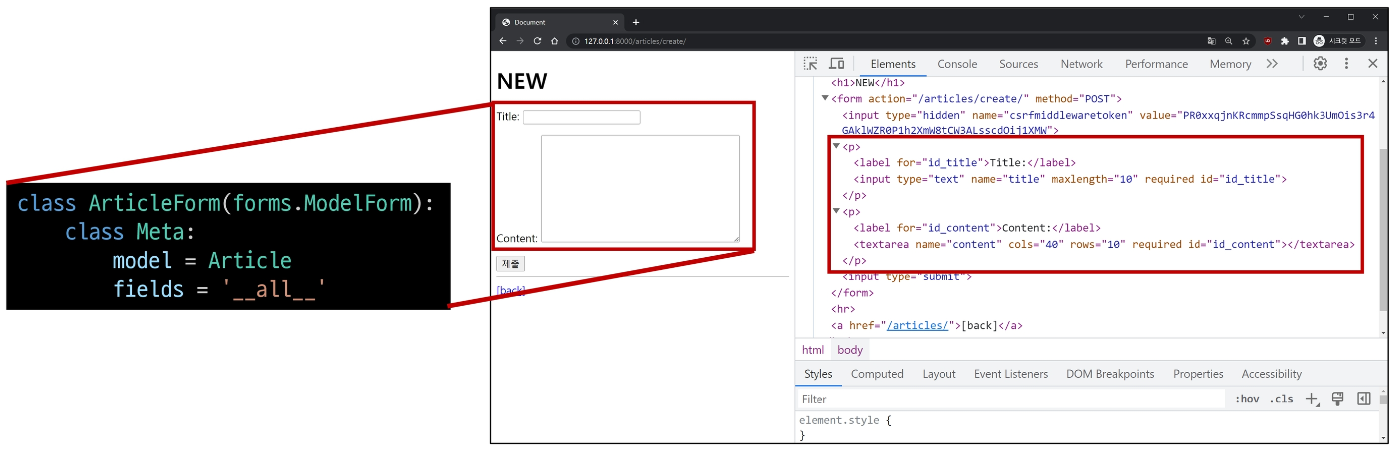 class ArticleForm(forms.ModelForm):
class Meta:
model = Article
fields = '__all__'
Document
127.0.0.1:8000/articles/create/
시크릿 모드
NEW
Title:
Content:
제출
[back]
Elements Console Sources Network Performance Memory
<h1>NEW</h1>
<form action="/articles/create/" method="POST">
<input type="hidden" name="csrfmiddlewaretoken" value="PR0xxqjnKRcmmpSsqHG0hk3UmOis3r4
GAklWZR0P1h2XmW8tCW3ALsscdOij1XMW">
<p>
<label for="id_title">Title:</label>
<input type="text" name="title" maxlength="10" required id="id_title">
</p>
<p>
<label for="id_content">Content:</label>
<textarea name="content" cols="40" rows="10" required id="id_content"></textarea>
</p>
<input type="submit">
</form>
<hr>
<a href="/articles/">[back]</a>
html body
Styles Computed Layout Event Listeners DOM Breakpoints Properties Accessibility
Filter
:hov .cls
element.style {
}